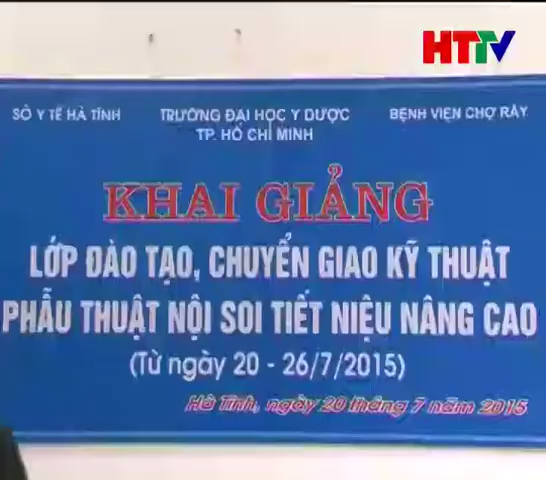 HTTV
SỞ Y TẾ HÀ TĨNH
TRƯỜNG ĐẠI HỌC Y DƯỢC
TP. HỒ CHÍ MINH
BỆNH VIỆN CHỢ RẪY
KHAI GIẢNG
LỚP ĐÀO TẠO, CHUYỂN GIAO KỸ THUẬT
PHẪU THUẬT NỘI SOI TIẾT NIỆU NÂNG CAO
(Từ ngày 20 - 26/7/2015)
Hà Tĩnh, ngày 20 tháng 7 năm 2015